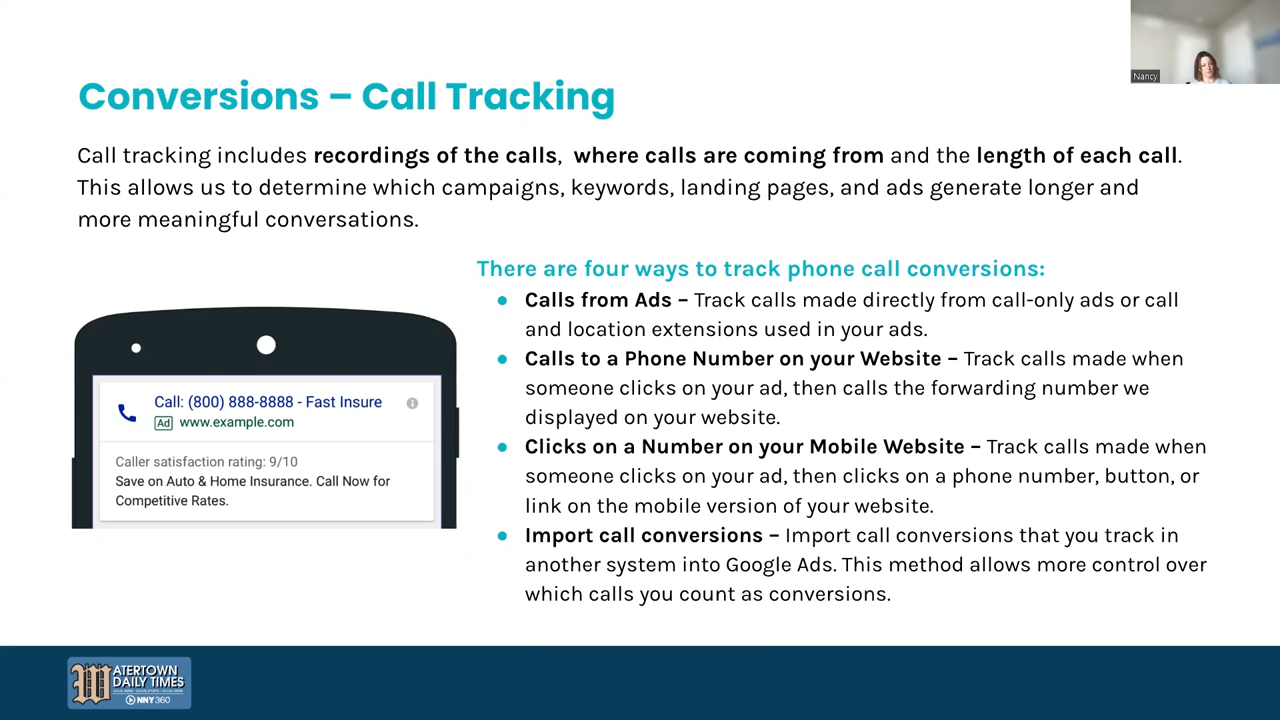 Nancy
Conversions – Call Tracking
Call tracking includes recordings of the calls, where calls are coming from and the length of each call.
This allows us to determine which campaigns, keywords, landing pages, and ads generate longer and
more meaningful conversations.
There are four ways to track phone call conversions:
● Calls from Ads – Track calls made directly from call-only ads or call
and location extensions used in your ads.
● Calls to a Phone Number on your Website – Track calls made when
someone clicks on your ad, then calls the forwarding number we
displayed on your website.
● Clicks on a Number on your Mobile Website – Track calls made when
someone clicks on your ad, then clicks on a phone number, button, or
link on the mobile version of your website.
● Import call conversions – Import call conversions that you track in
another system into Google Ads. This method allows more control over
which calls you count as conversions.
Call: (800) 888-8888 - Fast Insure
Ad www.example.com
Caller satisfaction rating: 9/10
Save on Auto & Home Insurance. Call Now for
Competitive Rates.
WATERTOWN
DAILY TIMES
NNY360